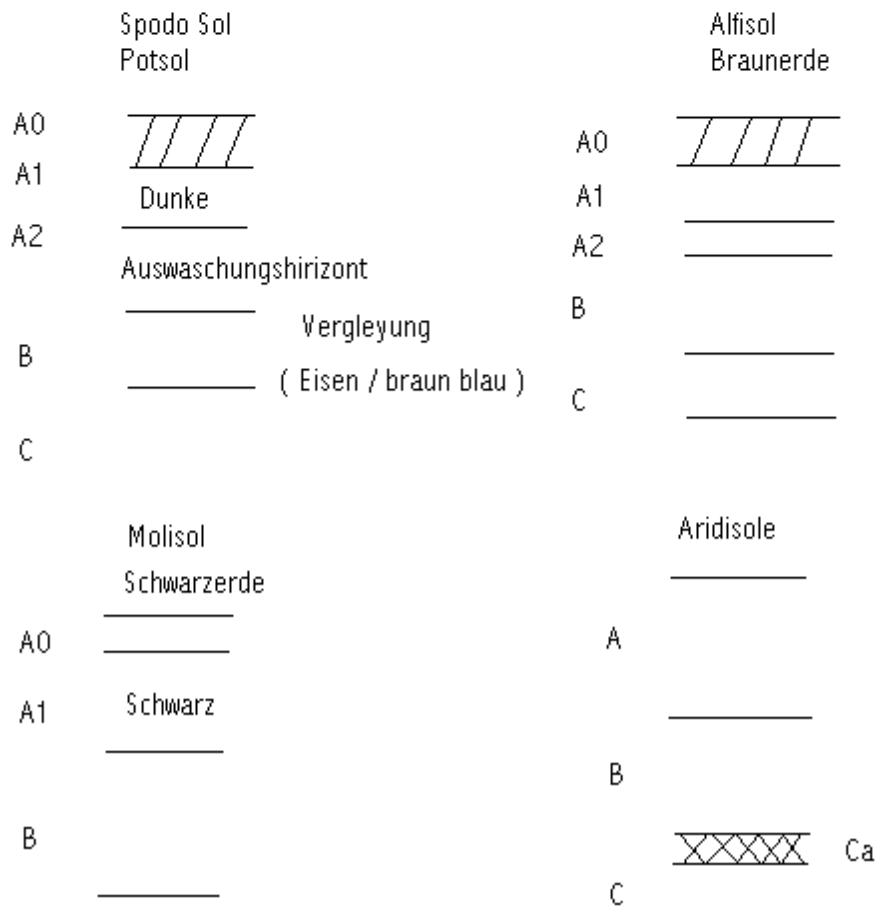 Spodo Sol
Potsol
A0
A1
Dunke
A2
Auswaschungshirizont
Vergleyung
B
( Eisen / braun blau )
C
Alfisol
Braunerde
A0
A1
A2
B
C
Molisol
Schwarzerde
A0
A1
Schwarz
B
Aridisole
A
B
Ca
C